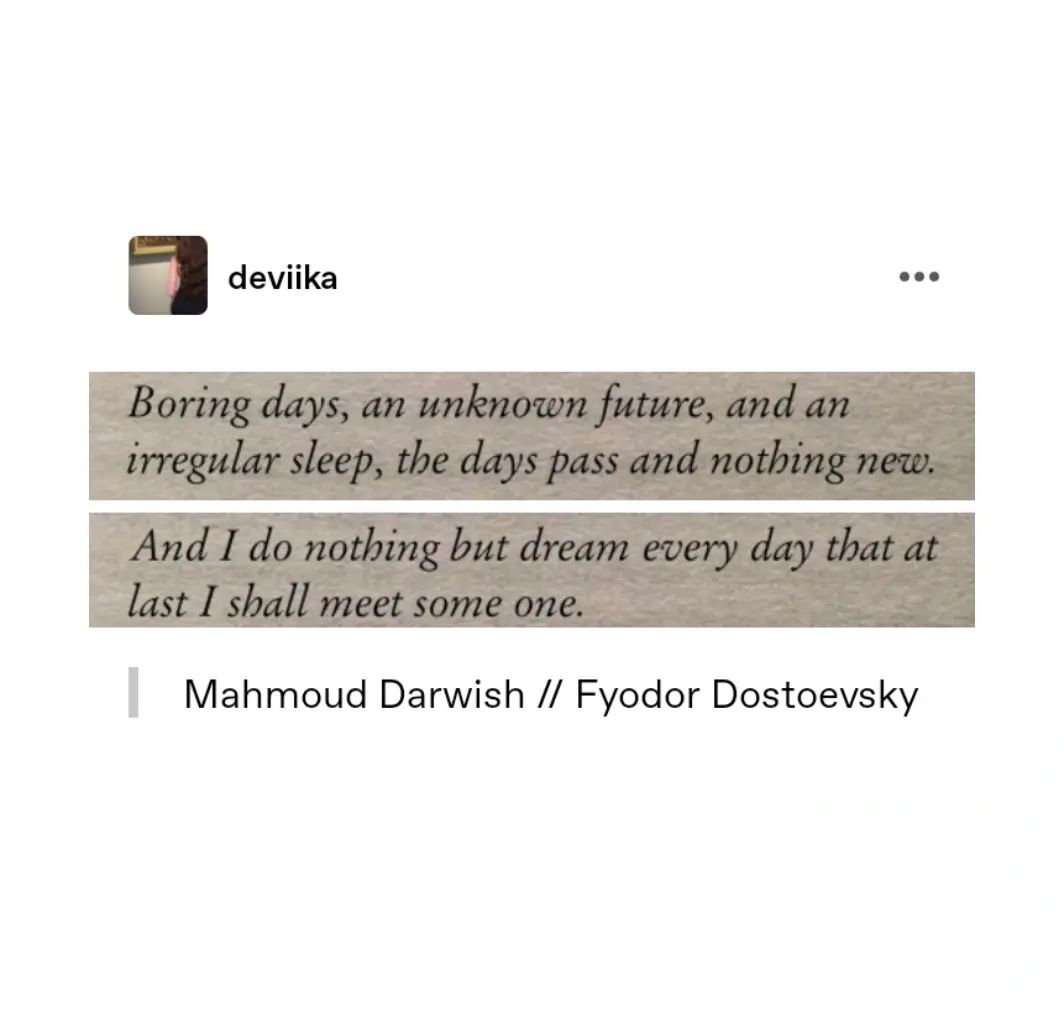 deviika
Boring days, an unknown future, and an
irregular sleep, the days pass and nothing new.
And I do nothing but dream every day that at
last I shall meet some one.
Mahmoud Darwish // Fyodor Dostoevsky